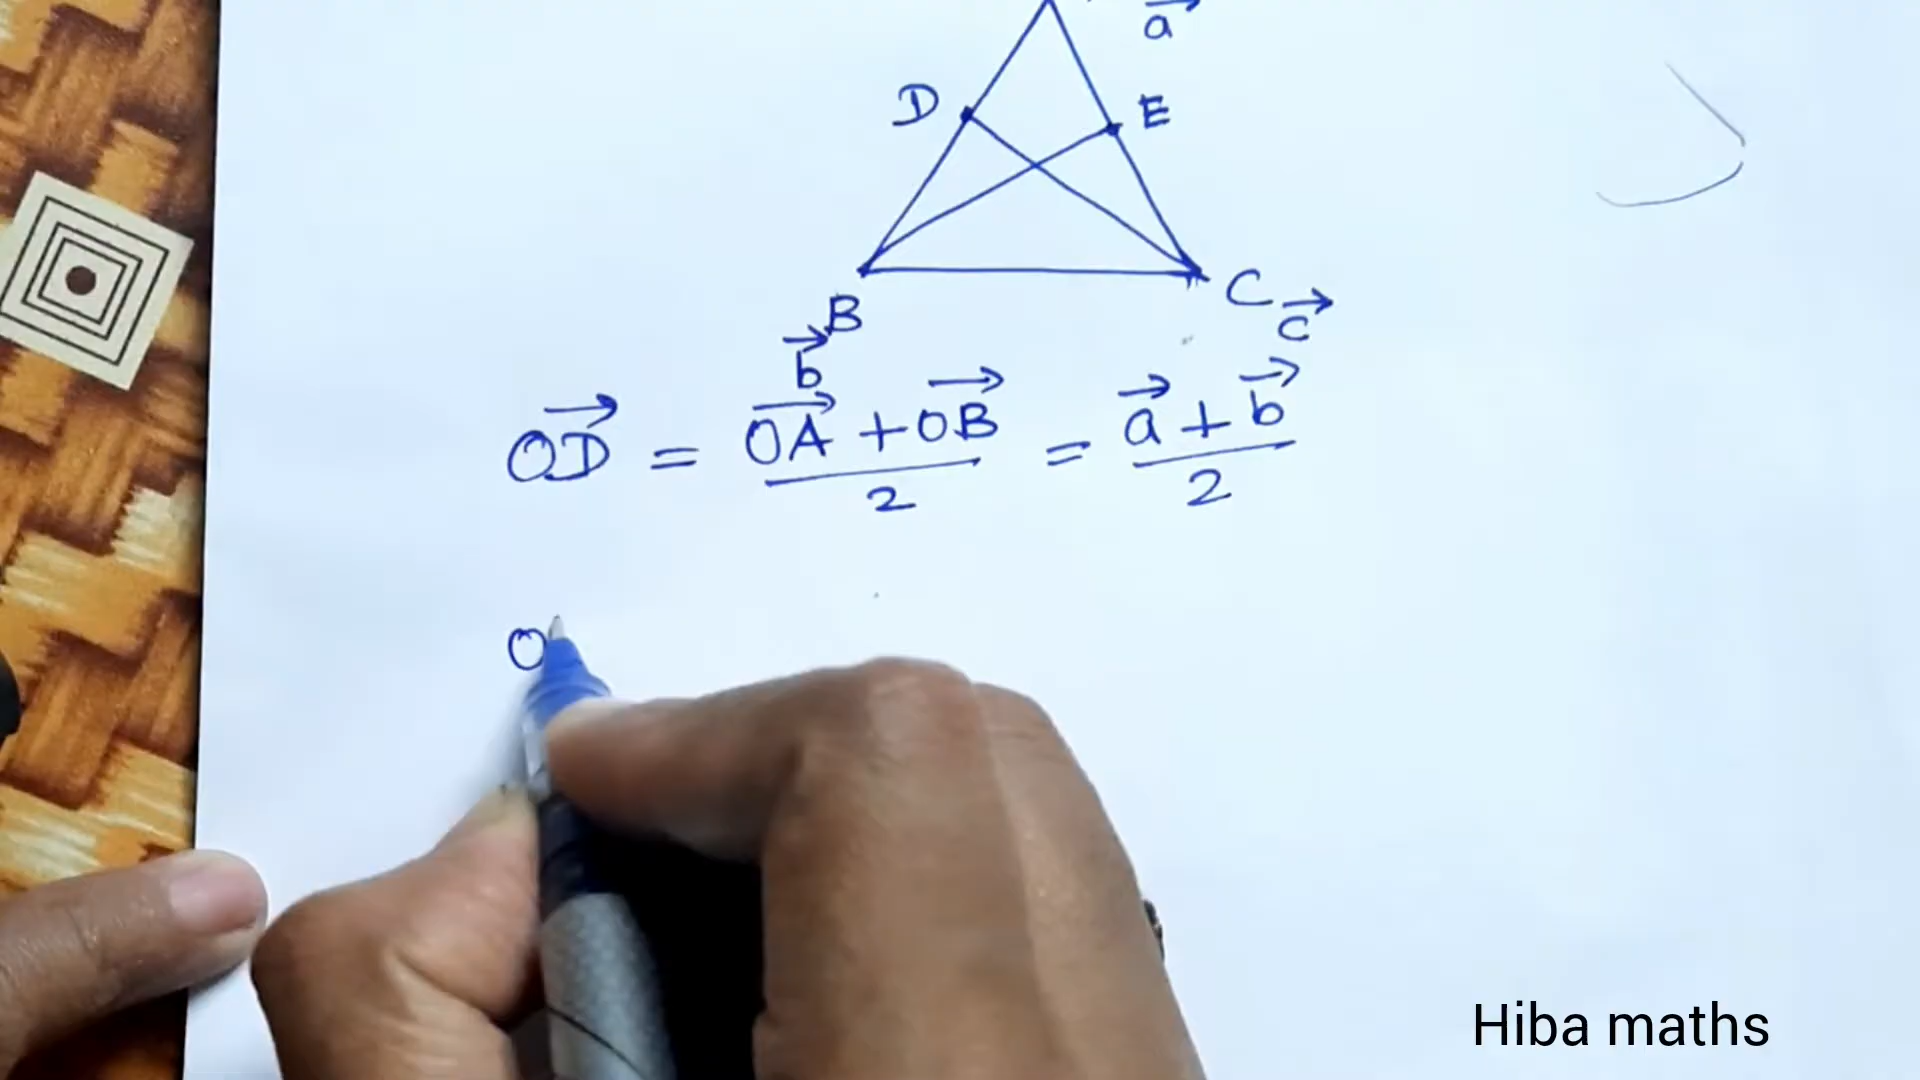 a⃗
D E
B C c⃗
b⃗
OD⃗ = (OA⃗ + OB⃗)/2 = (a⃗ + b⃗)/2
O
Hiba maths